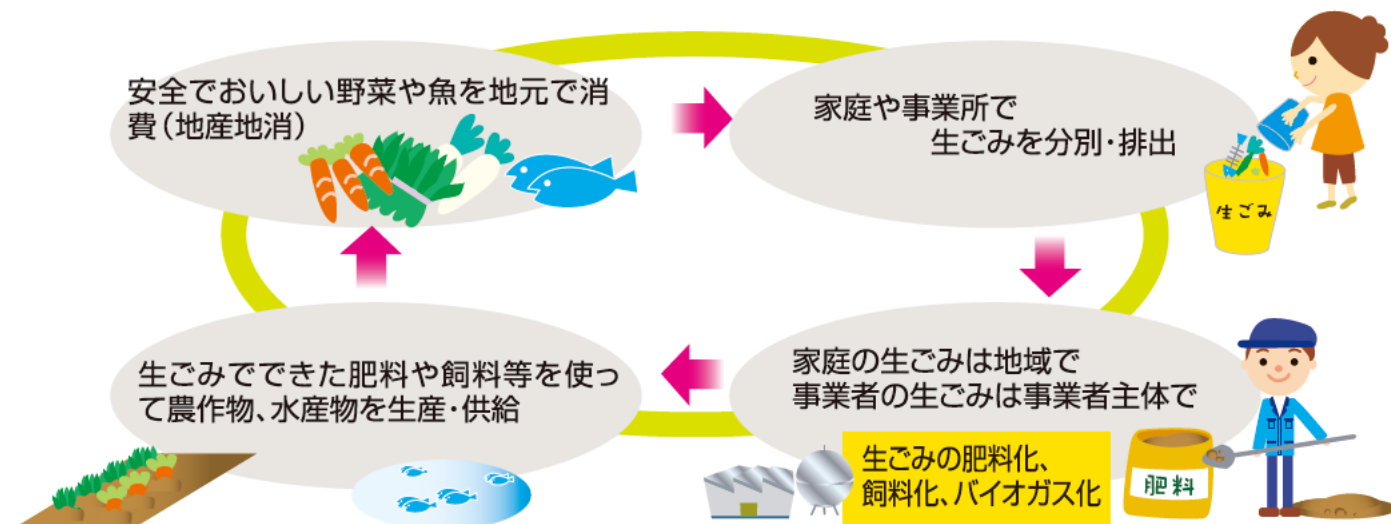 安全でおいしい野菜や魚を地元で消
費(地産地消)
家庭や事業所で
生ごみを分別・排出
生ごみ
家庭の生ごみは地域で
事業者の生ごみは事業者主体で
生ごみの肥料化、
飼料化、バイオガス化
肥料
生ごみでできた肥料や飼料等を使っ
て農作物、水産物を生産・供給